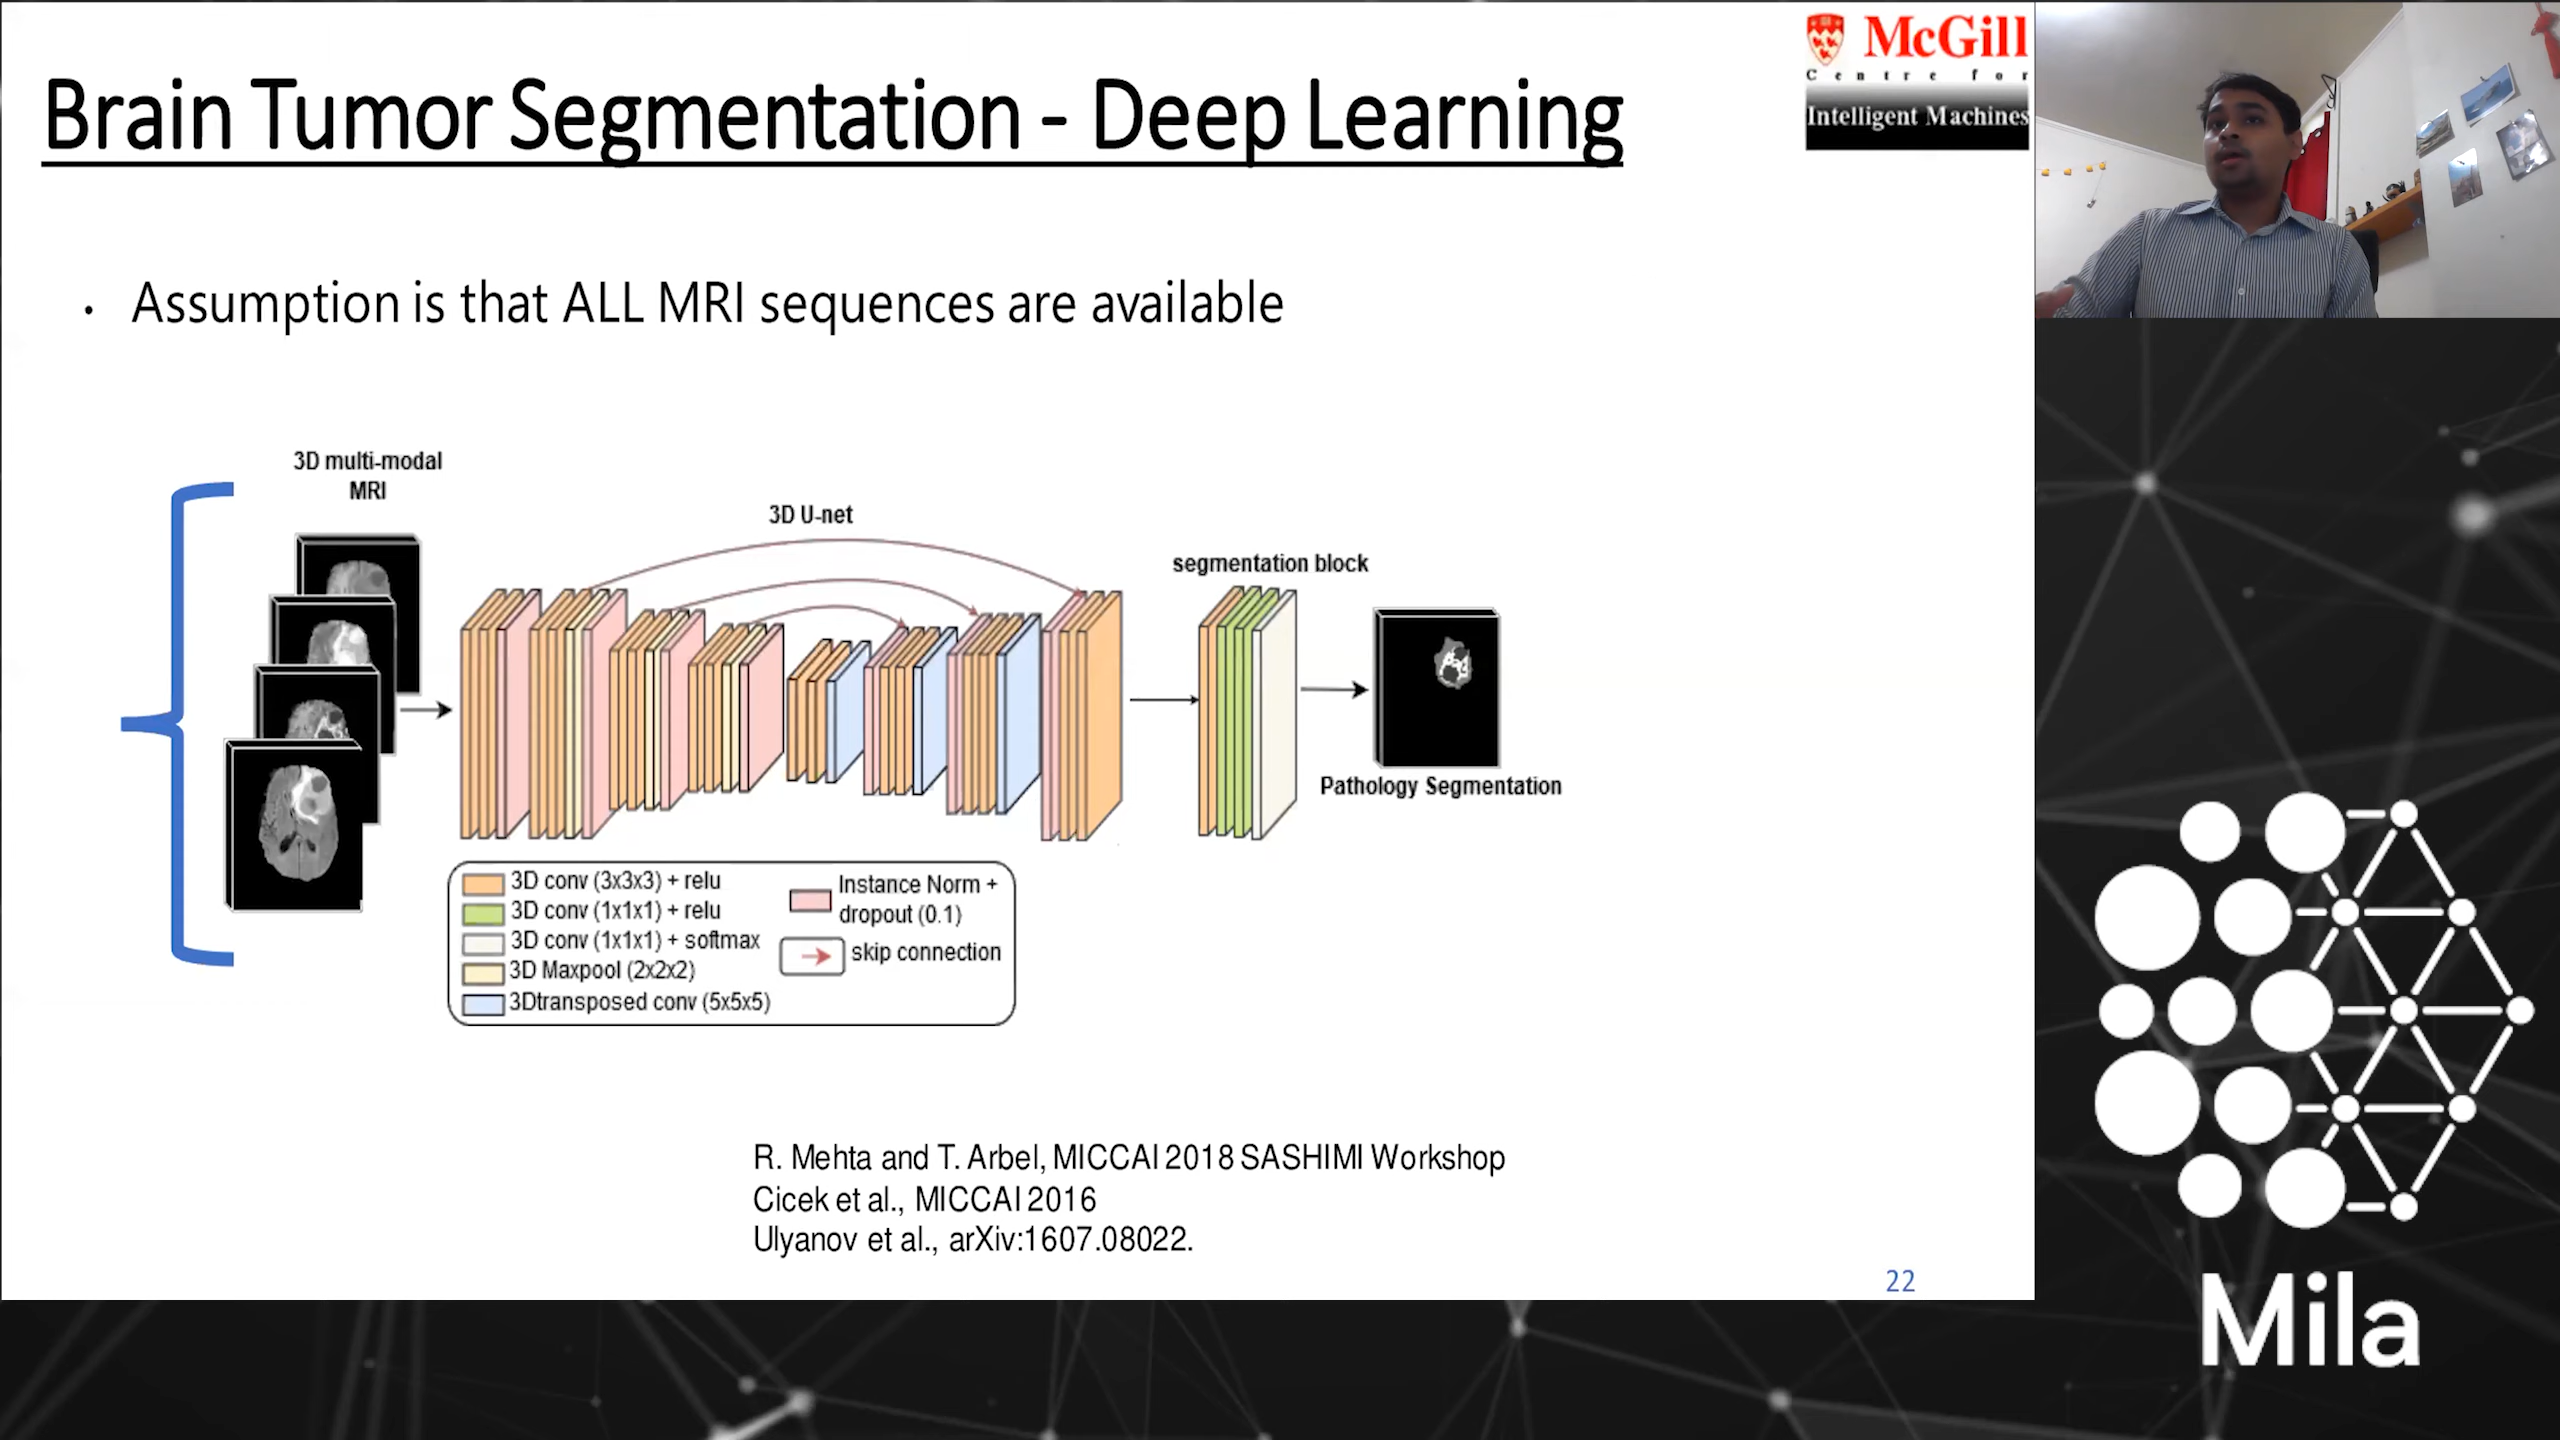 Brain Tumor Segmentation - Deep Learning
McGill
Centre for
Intelligent Machines
• Assumption is that ALL MRI sequences are available
3D multi-modal
MRI
3D U-net
segmentation block
Pathology Segmentation
3D conv (3x3x3) + relu
3D conv (1x1x1) + relu
3D conv (1x1x1) + softmax
3D Maxpool (2x2x2)
3Dtransposed conv (5x5x5)
Instance Norm +
dropout (0.1)
skip connection
R. Mehta and T. Arbel, MICCAI 2018 SASHIMI Workshop
Cicek et al., MICCAI 2016
Ulyanov et al., arXiv:1607.08022.
22
Mila